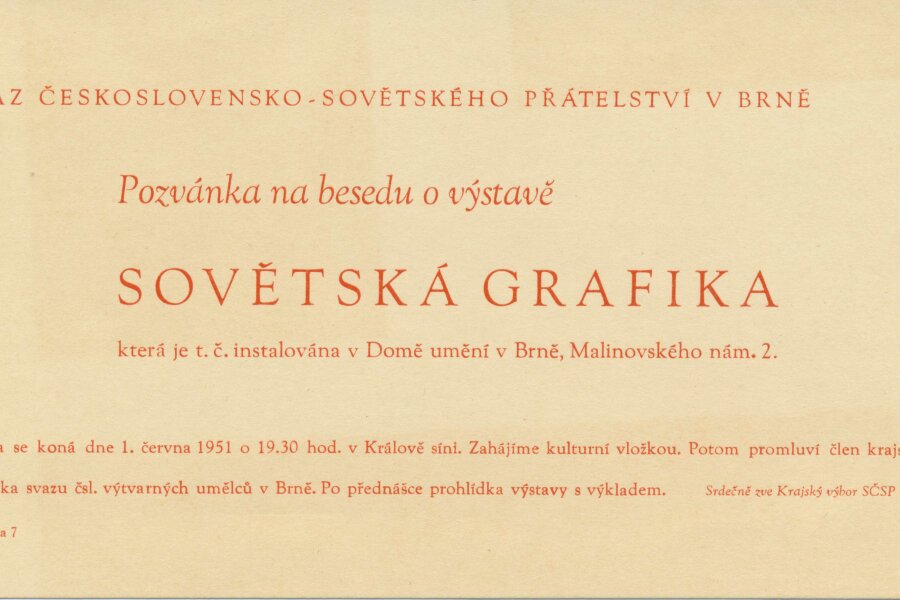 AZ ČESKOSLOVENSKO-SOVĚTSKÉHO PŘÁTELSTVÍ V BRNĚ
Pozvánka na besedu o výstavě
SOVĚTSKÁ GRAFIKA
která je t. č. instalována v Domě umění v Brně, Malinovského nám. 2.
a se koná dne 1. června 1951 o 19.30 hod. v Králově síni. Zahájíme kulturní vložkou. Potom promluví člen krajs
ka svazu čsl. výtvarných umělců v Brně. Po přednášce prohlídka výstavy s výkladem. Srdečně zve Krajský výbor SČSP
a 7